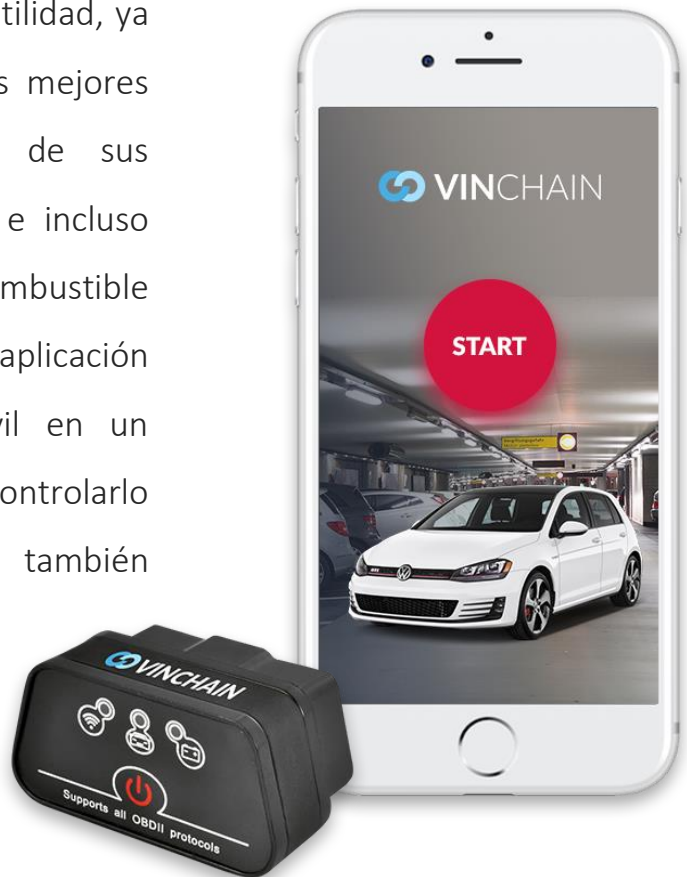 tilidad, ya
s mejores
de sus
e incluso
mbustible
aplicación
vil en un
ontrolarlo
también
VINCHAIN
START
VINCHAIN
Supports all OBDII protocols